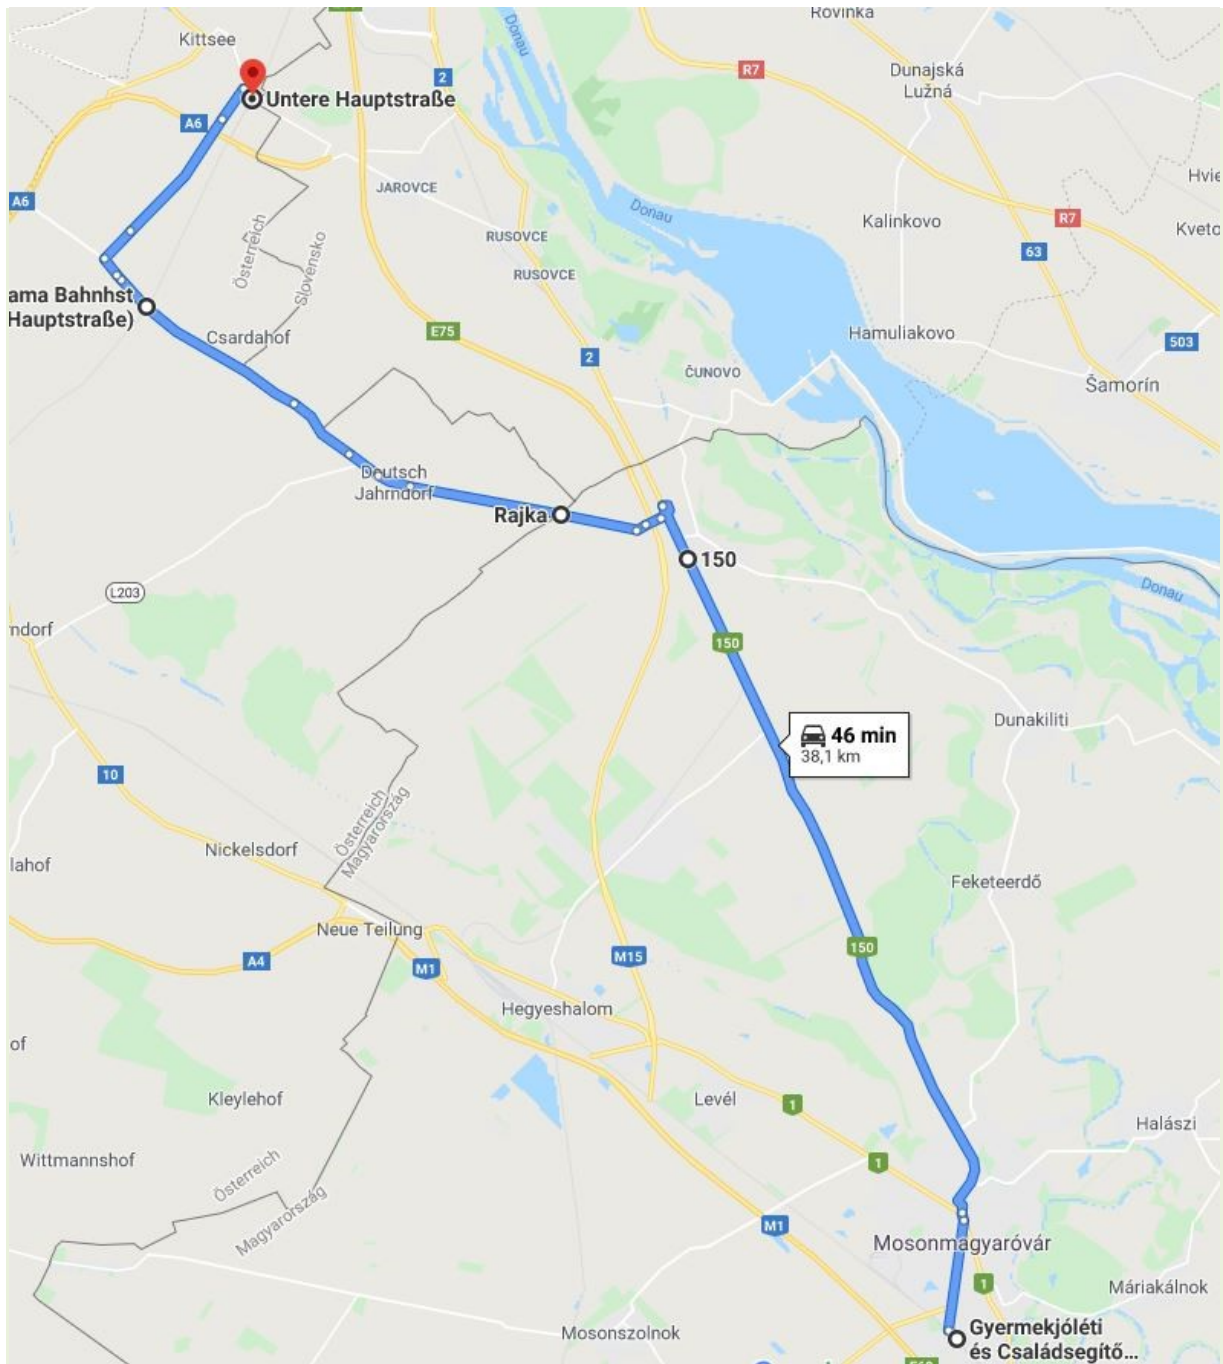 Rovinka
Kittsee
Donau
R7
Dunajská
Lužná
2
Untere Hauptstraße
A6
Hvie
JAROVCE
A6
Donau
Kalinkovo
R7
Kveto
Österreich
RUSOVCE
63
Slovensko
RUSOVCE
ama Bahnhst
Hauptstraße)
Csardahof
E75
Hamuliakovo
503
2
ČUNOVO
Šamorín
Deutsch
Jahrndorf
Rajka
150
L203
Donau
ndorf
150
Dunakiliti
46 min
38,1 km
10
Österreich
Magyarország
Nickelsdorf
lahof
Feketeerdő
Neue Teilung
150
A4
M1
M15
Hegyeshalom
of
Kleylehof
Levél
1
Halászi
Wittmannshof
1
Österreich
Magyarország
M1
Mosonmagyaróvár
1
Máriakálnok
Mosonszolnok
Gyermekjóléti
és Családsegítő...